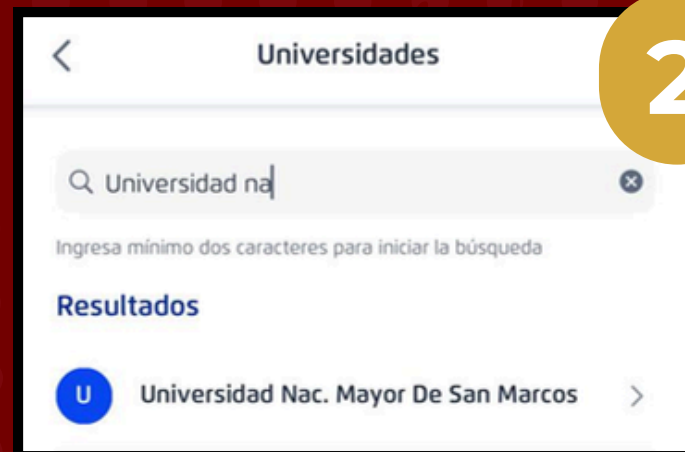 Universidades
2
Universidad na
Ingresa mínimo dos caracteres para iniciar la búsqueda
Resultados
U
Universidad Nac. Mayor De San Marcos